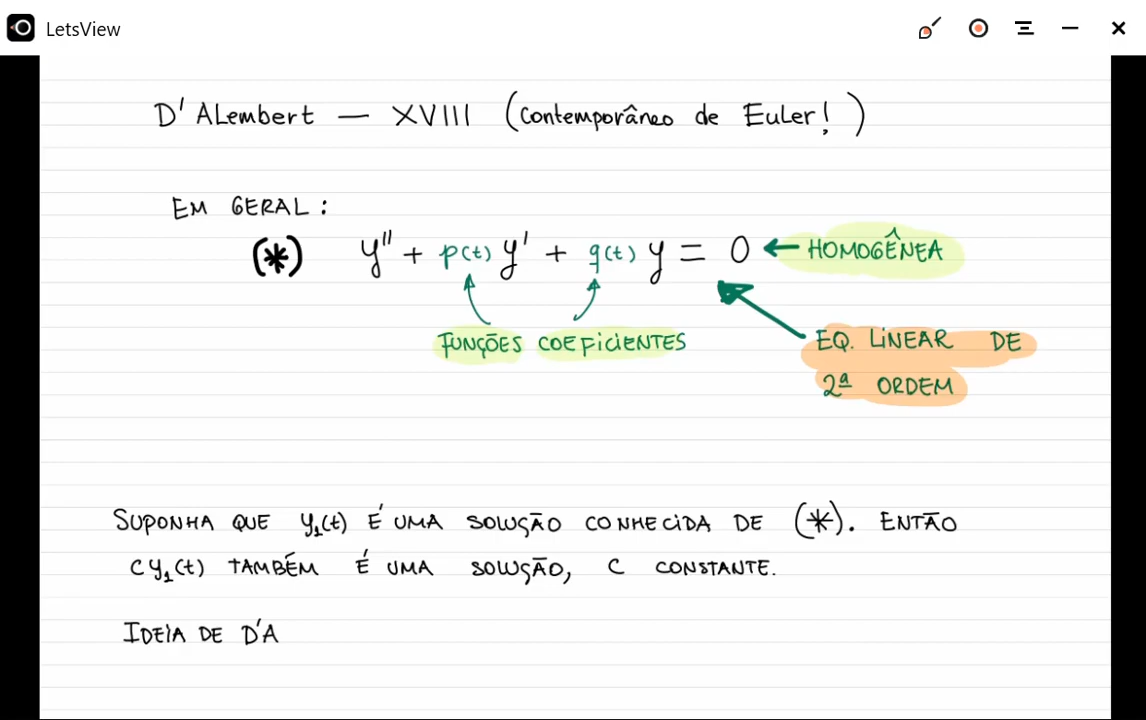 LetsView
D'ALembert — XVIII (Contemporâneo de Euler!)
EM GERAL:
(*) y'' + p(t) y' + q(t) y = 0 ← HOMOGÊNEA
FUNÇÕES COEFICIENTES
EQ. LINEAR DE
2ª ORDEM
SUPONHA QUE y₁(t) É UMA SOLUÇÃO CONHECIDA DE (*). ENTÃO
C y₁(t) TAMBÉM É UMA SOLUÇÃO, C CONSTANTE.
IDEIA DE D'A